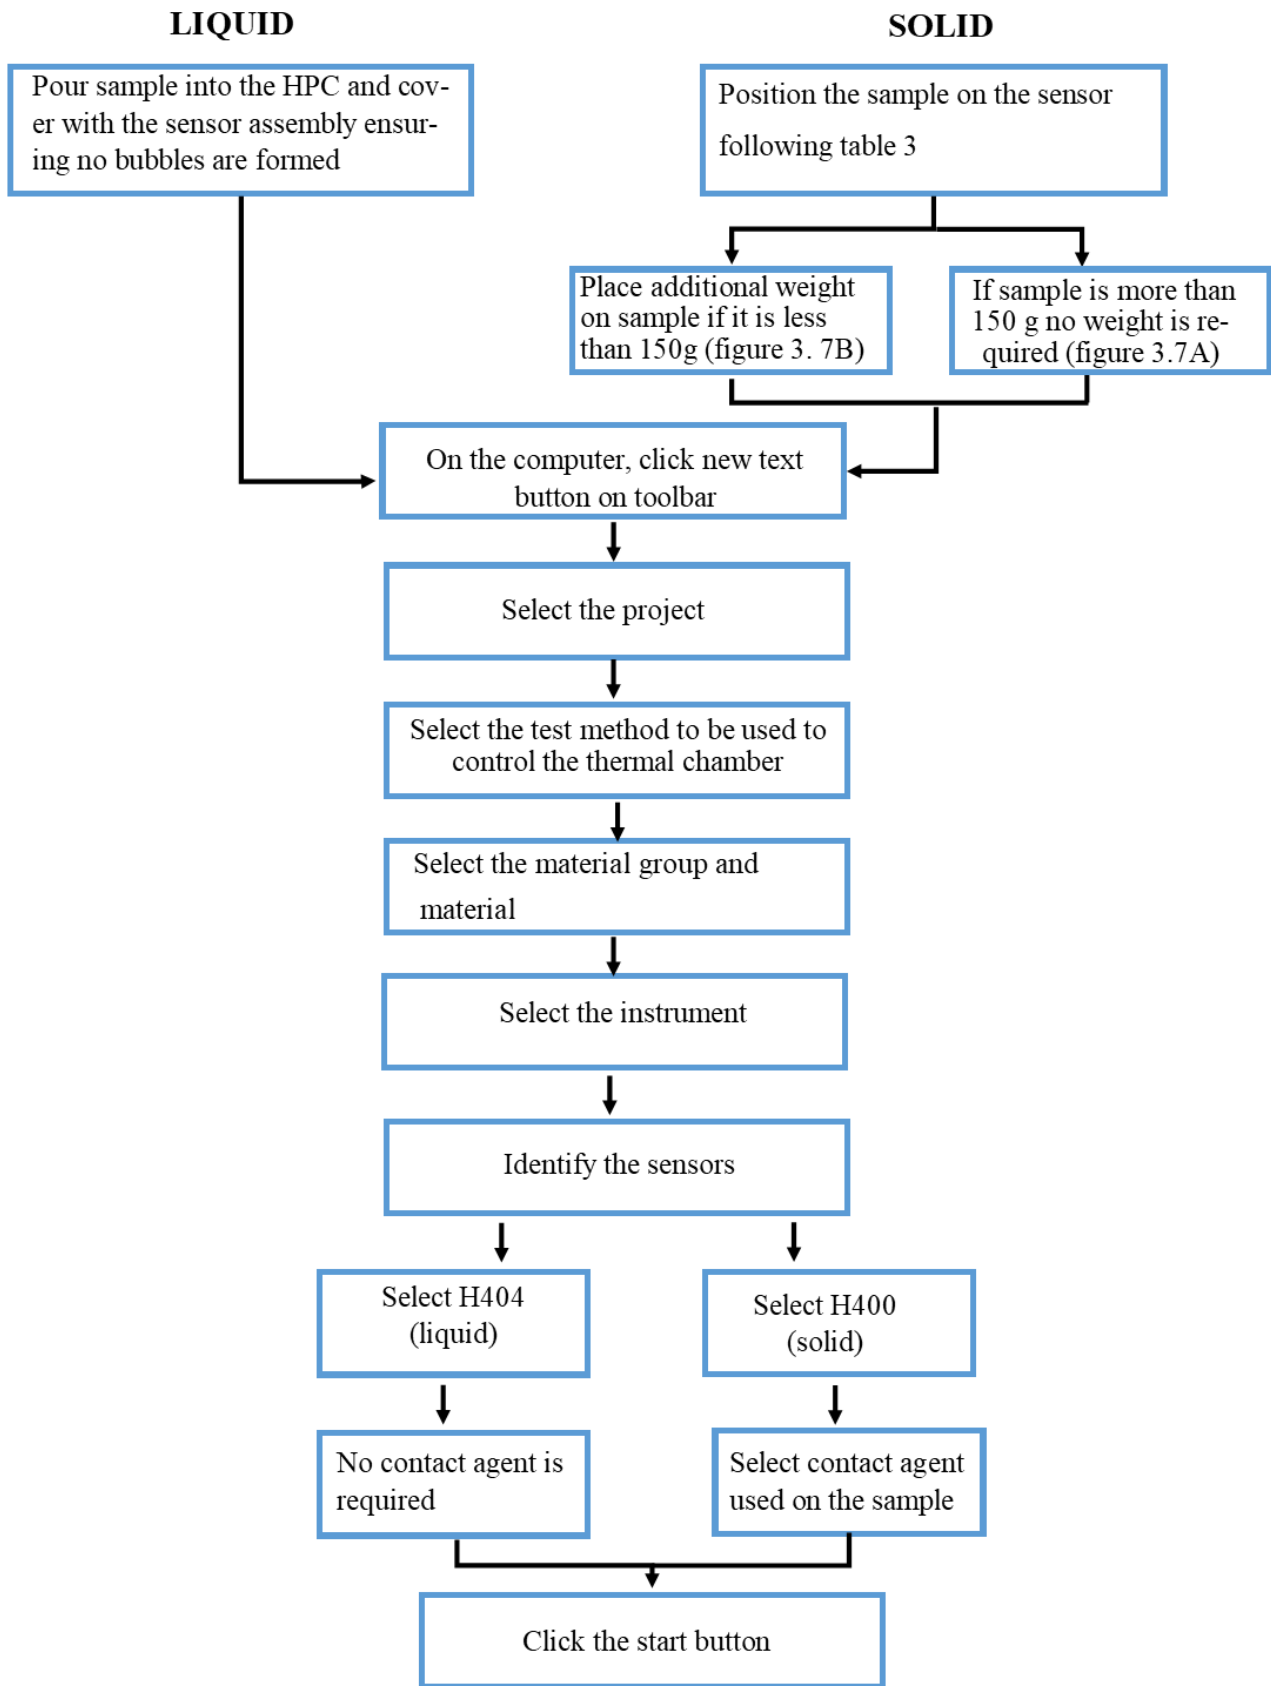 LIQUID
SOLID
Pour sample into the HPC and cov-
er with the sensor assembly ensur-
ing no bubbles are formed
Position the sample on the sensor
following table 3
Place additional weight
on sample if it is less
than 150g (figure 3. 7B)
If sample is more than
150 g no weight is re-
quired (figure 3.7A)
On the computer, click new text
button on toolbar
Select the project
Select the test method to be used to
control the thermal chamber
Select the material group and
material
Select the instrument
Identify the sensors
Select H404
(liquid)
Select H400
(solid)
No contact agent is
required
Select contact agent
used on the sample
Click the start button